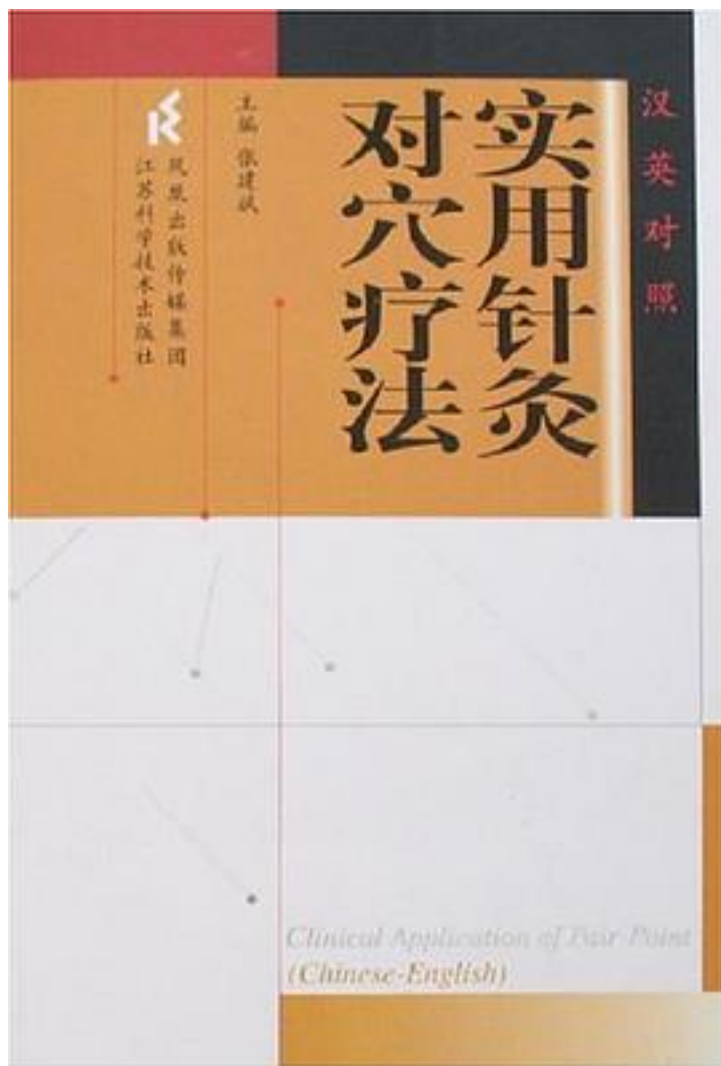 汉英对照
实用针灸
对穴疗法
主编 张建斌
凤凰出版传媒集团
江苏科学技术出版社
Clinical Application of Pair-Point
(Chinese-English)